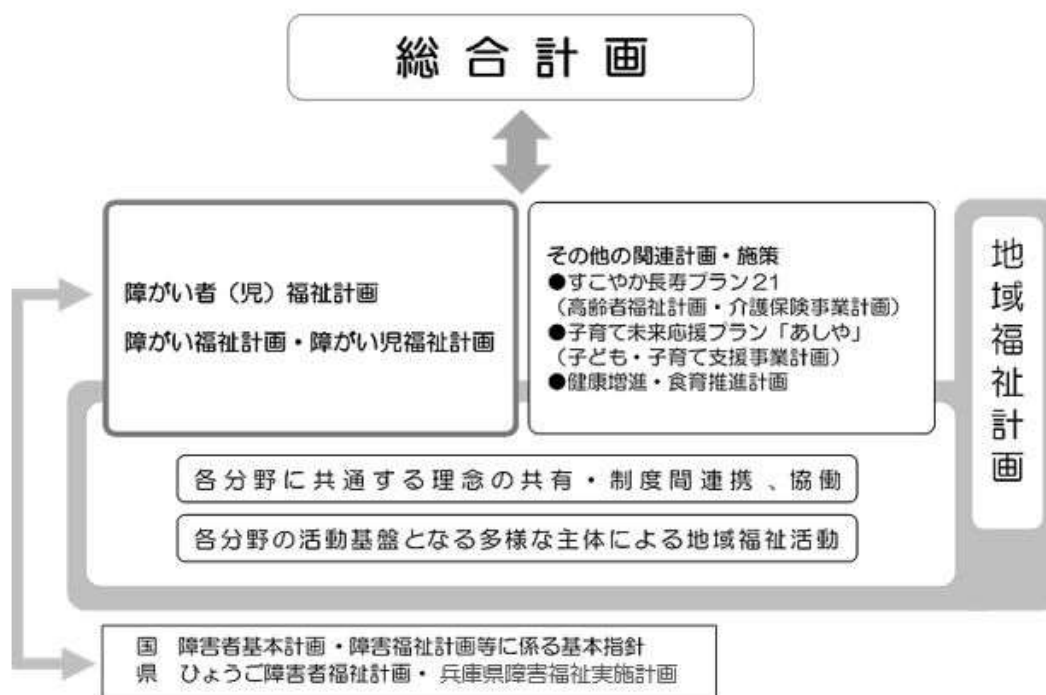 総合計画
障がい者（児）福祉計画
障がい福祉計画・障がい児福祉計画
その他の関連計画・施策
●すこやか長寿プラン21
（高齢者福祉計画・介護保険事業計画）
●子育て未来応援プラン「あしや」
（子ども・子育て支援事業計画）
●健康増進・食育推進計画
地域福祉計画
各分野に共通する理念の共有・制度間連携、協働
各分野の活動基盤となる多様な主体による地域福祉活動
国 障害者基本計画・障害福祉計画等に係る基本指針
県 ひょうご障害者福祉計画・兵庫県障害福祉実施計画